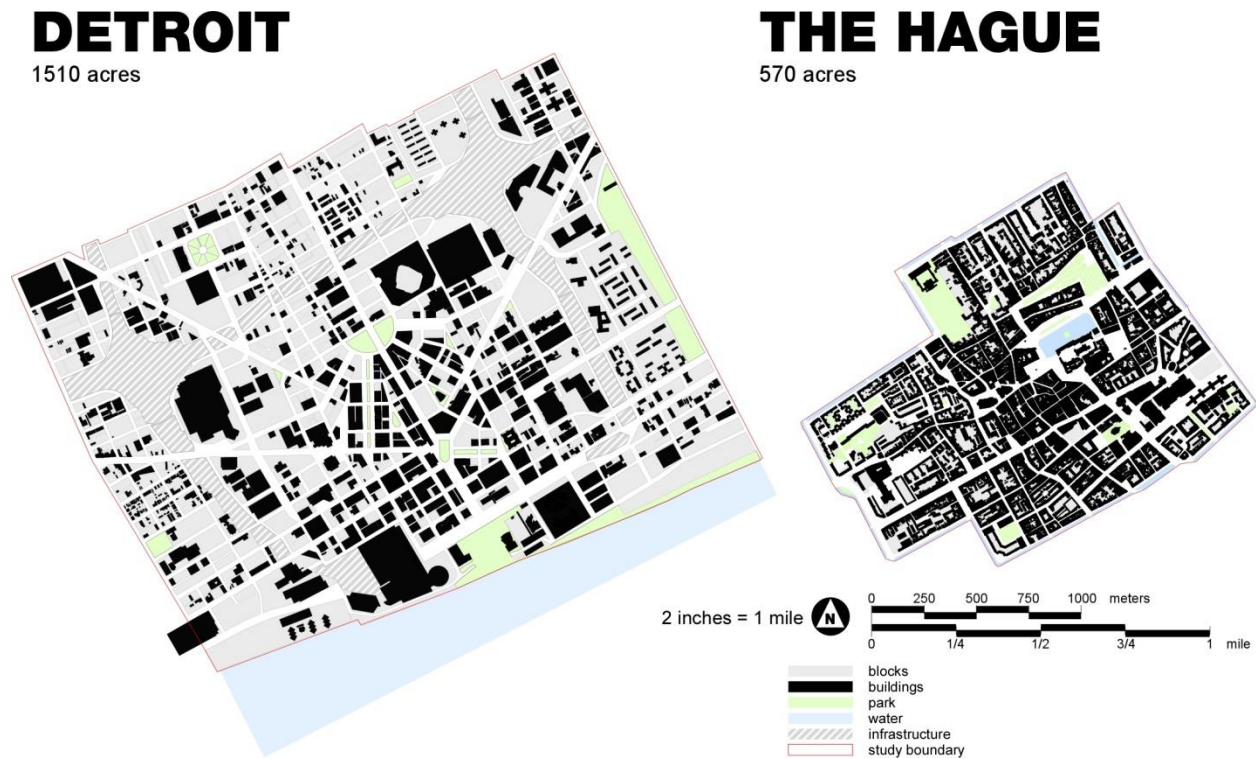 DETROIT
1510 acres
THE HAGUE
570 acres
2 inches = 1 mile
N
0 250 500 750 1000 meters
0 1/4 1/2 3/4 1 mile
blocks
buildings
park
water
infrastructure
study boundary